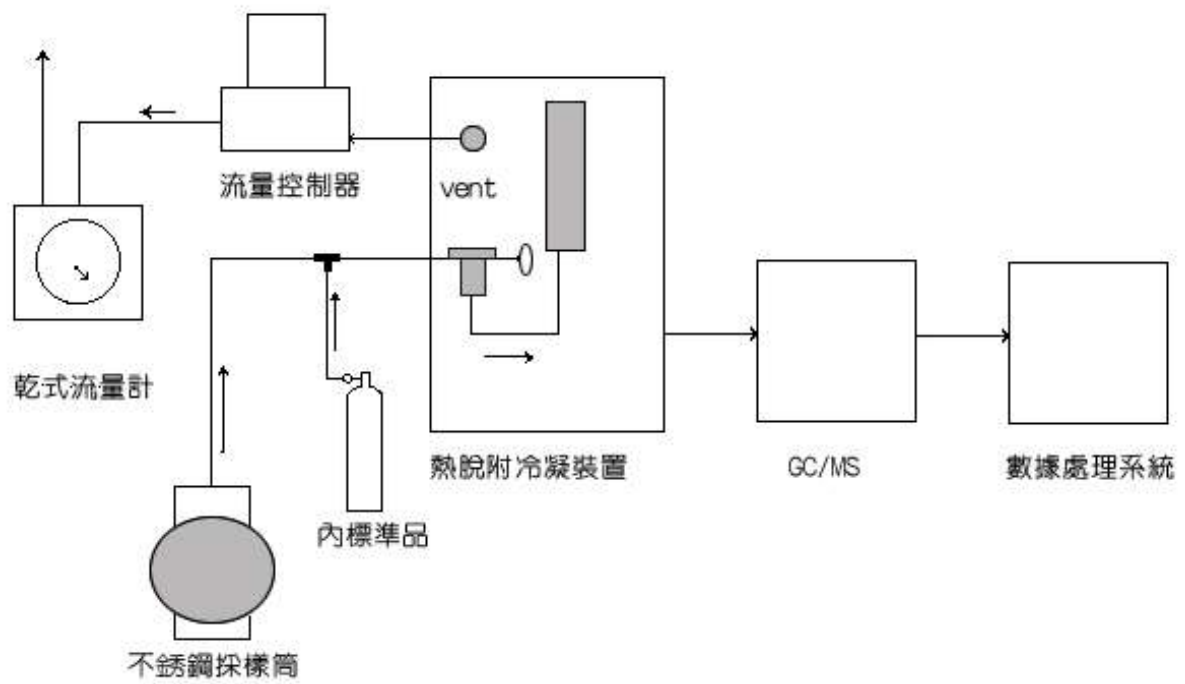 流量控制器
vent
乾式流量計
熱脫附冷凝裝置
GC/MS
數據處理系統
內標準品
不銹鋼採樣筒